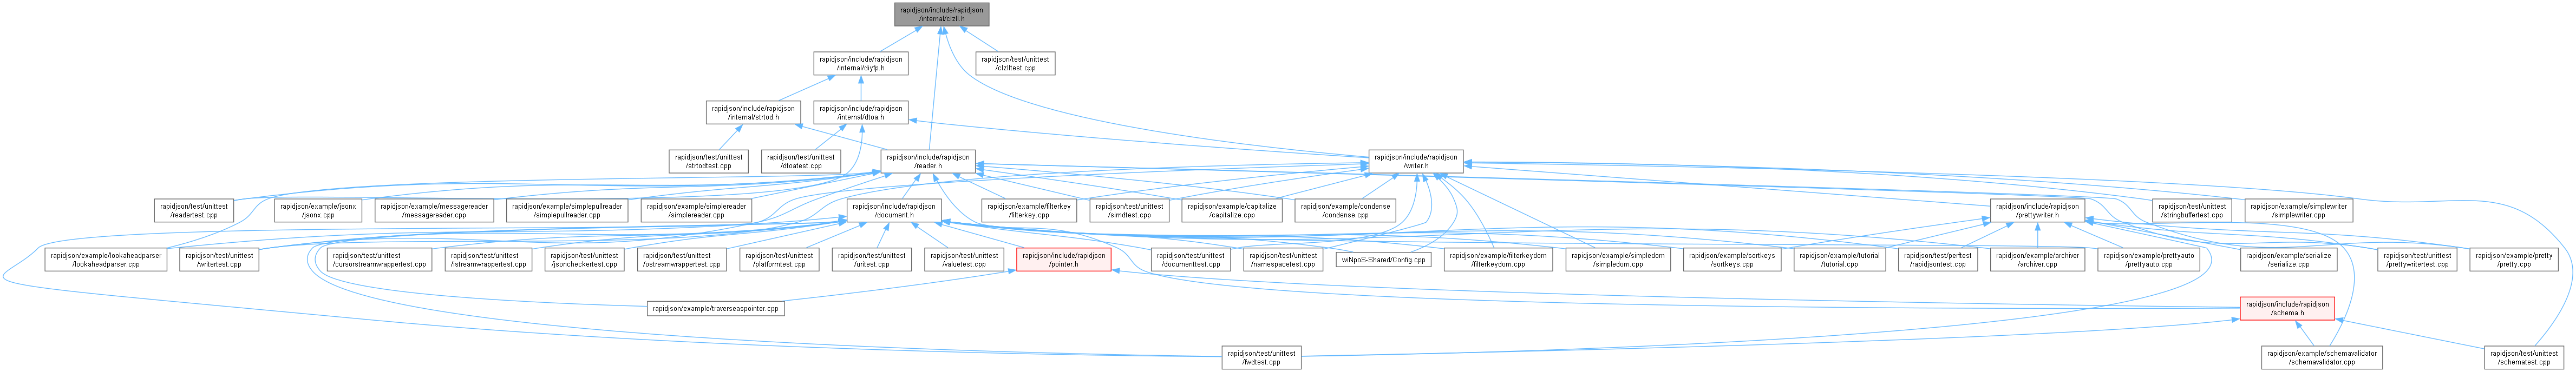 rapidjson/include/rapidjson
/internal/clzll.h
rapidjson/include/rapidjson
/internal/diyfp.h
rapidjson/test/unittest
/clzlltest.cpp
rapidjson/include/rapidjson
/internal/strtod.h
rapidjson/include/rapidjson
/internal/dtoa.h
rapidjson/test/unittest
/strtodtest.cpp
rapidjson/test/unittest
/dtoatest.cpp
rapidjson/include/rapidjson
/reader.h
rapidjson/include/rapidjson
/writer.h
rapidjson/test/unittest
/readertest.cpp
rapidjson/example/jsonx
/jsonx.cpp
rapidjson/example/messagereader
/messagereader.cpp
rapidjson/example/simplepullreader
/simplepullreader.cpp
rapidjson/example/simplereader
/simplereader.cpp
rapidjson/include/rapidjson
/document.h
rapidjson/example/filterkey
/filterkey.cpp
rapidjson/test/unittest
/simdtest.cpp
rapidjson/example/capitalize
/capitalize.cpp
rapidjson/example/condense
/condense.cpp
rapidjson/include/rapidjson
/prettywriter.h
rapidjson/test/unittest
/stringbuffertest.cpp
rapidjson/example/simplewriter
/simplewriter.cpp
rapidjson/example/lookaheadparser
/lookaheadparser.cpp
rapidjson/test/unittest
/writertest.cpp
rapidjson/test/unittest
/cursorstreamwrappertest.cpp
rapidjson/test/unittest
/istreamwrappertest.cpp
rapidjson/test/unittest
/jsoncheckertest.cpp
rapidjson/test/unittest
/ostreamwrappertest.cpp
rapidjson/test/unittest
/platformtest.cpp
rapidjson/test/unittest
/uritest.cpp
rapidjson/test/unittest
/valuetest.cpp
rapidjson/include/rapidjson
/pointer.h
rapidjson/test/unittest
/documenttest.cpp
rapidjson/test/unittest
/namespacetest.cpp
wiNpoS-Shared/Config.cpp
rapidjson/example/filterkeydom
/filterkeydom.cpp
rapidjson/example/simpledom
/simpledom.cpp
rapidjson/example/sortkeys
/sortkeys.cpp
rapidjson/example/tutorial
/tutorial.cpp
rapidjson/test/perftest
/rapidjsontest.cpp
rapidjson/example/archiver
/archiver.cpp
rapidjson/example/prettyauto
/prettyauto.cpp
rapidjson/example/serialize
/serialize.cpp
rapidjson/test/unittest
/prettywritertest.cpp
rapidjson/example/pretty
/pretty.cpp
rapidjson/example/traverseaspointer.cpp
rapidjson/include/rapidjson
/schema.h
rapidjson/test/unittest
/fwdtest.cpp
rapidjson/example/schemavalidator
/schemavalidator.cpp
rapidjson/test/unittest
/schematest.cpp